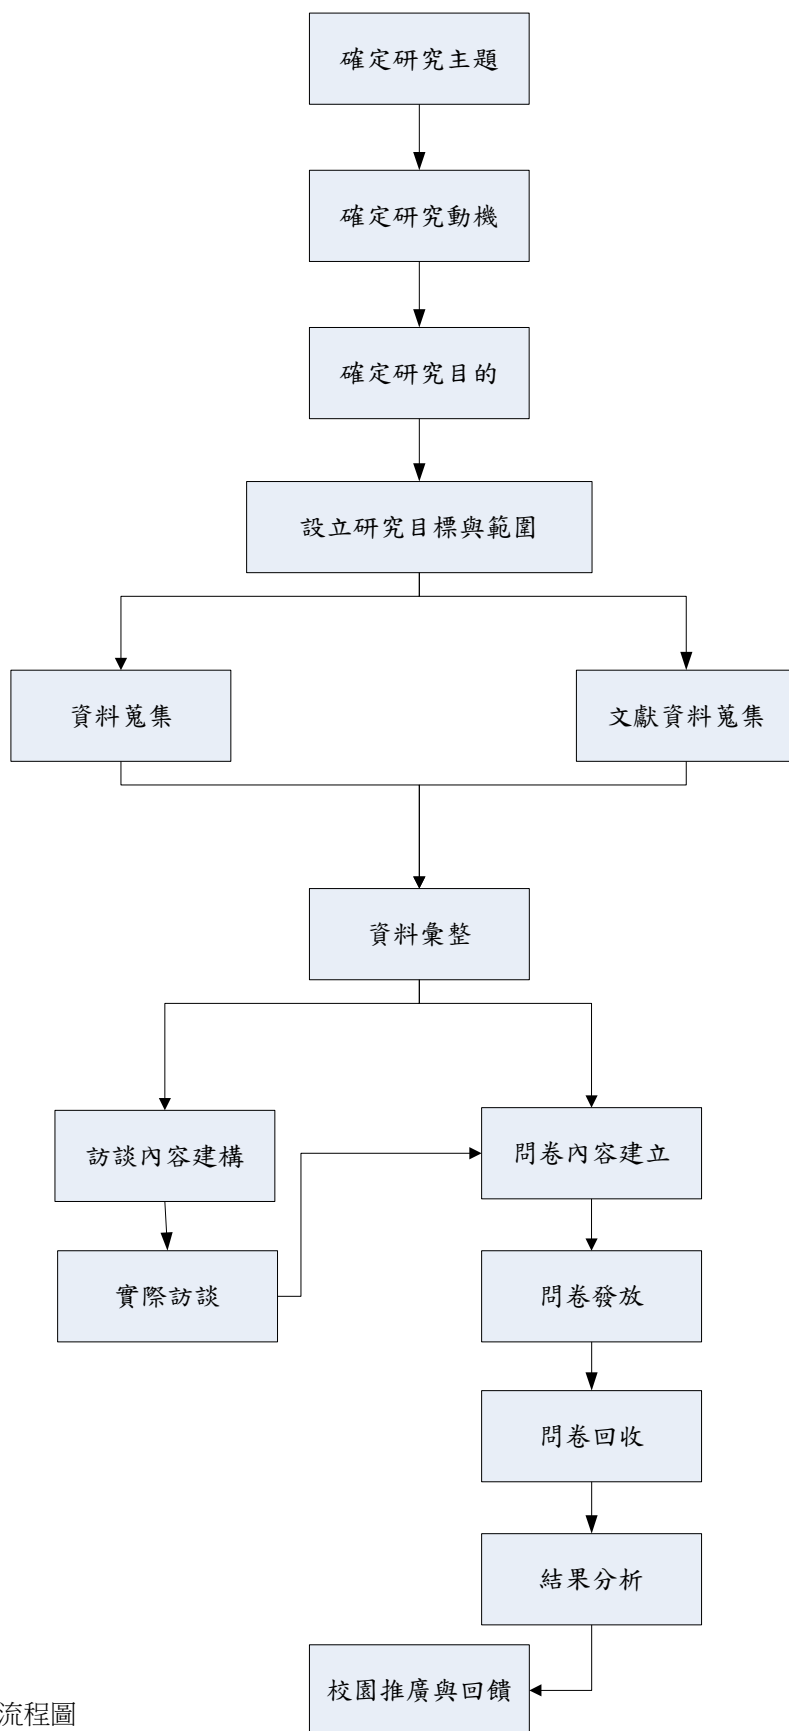 確定研究主題
確定研究動機
確定研究目的
設立研究目標與範圍
資料蒐集
文獻資料蒐集
資料彙整
訪談內容建構
問卷內容建立
實際訪談
問卷發放
問卷回收
結果分析
校園推廣與回饋
流程圖